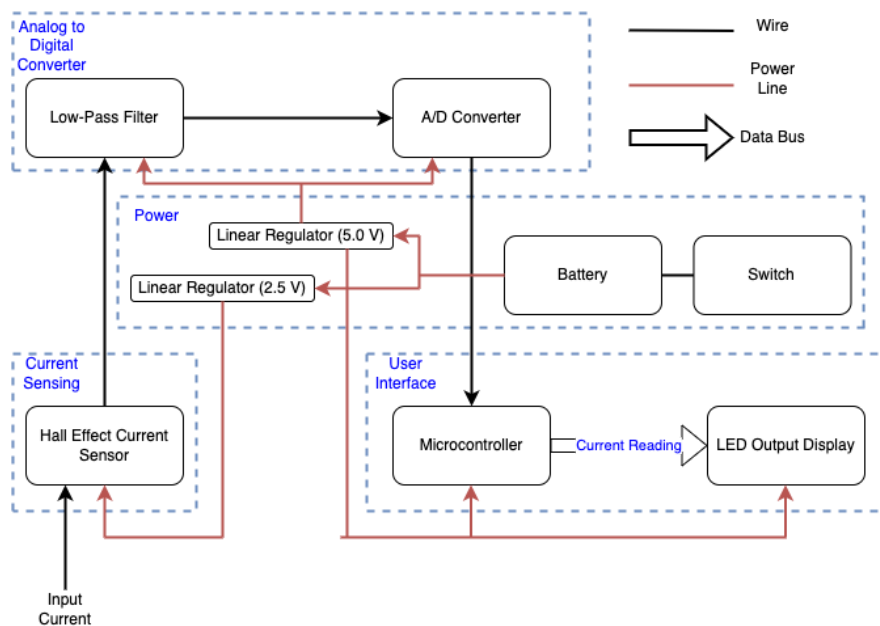 Analog to
Digital
Converter
Low-Pass Filter
A/D Converter
Wire
Power
Line
Data Bus
Power
Linear Regulator (5.0 V)
Linear Regulator (2.5 V)
Battery
Switch
Current
Sensing
Hall Effect Current
Sensor
User
Interface
Microcontroller
Current Reading
LED Output Display
Input
Current